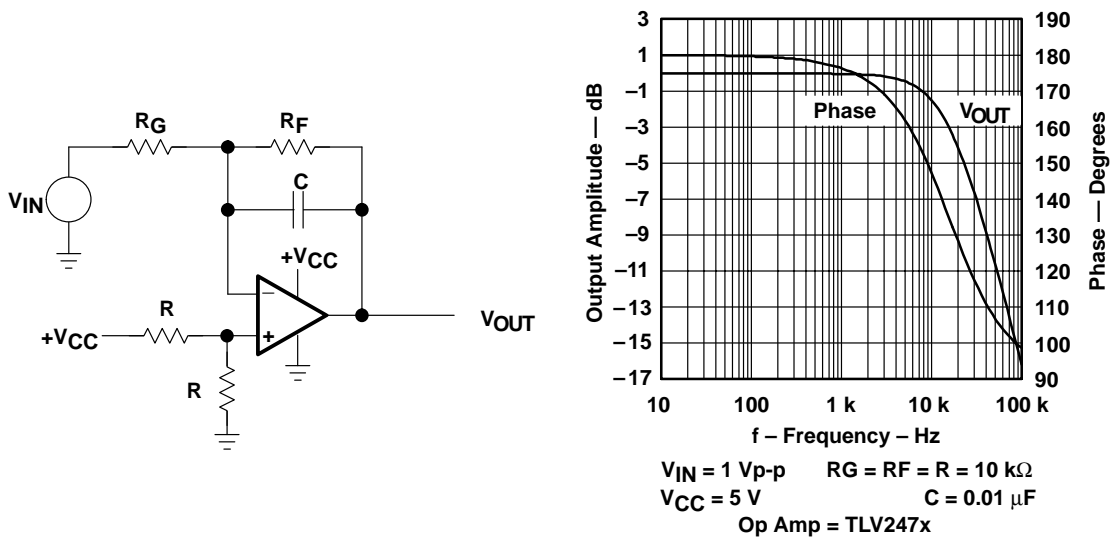 RG
RF
C
VIN
+VCC
R
+VCC
–
+
VOUT
R
Output Amplitude — dB
3
1
–1
–3
–5
–7
–9
–11
–13
–15
–17
190
180
175
170
160
150
140
130
120
110
100
90
Phase — Degrees
Phase
VOUT
10
100
1 k
10 k
100 k
f – Frequency – Hz
VIN = 1 Vp-p RG = RF = R = 10 kΩ
VCC = 5 V C = 0.01 μF
Op Amp = TLV247x